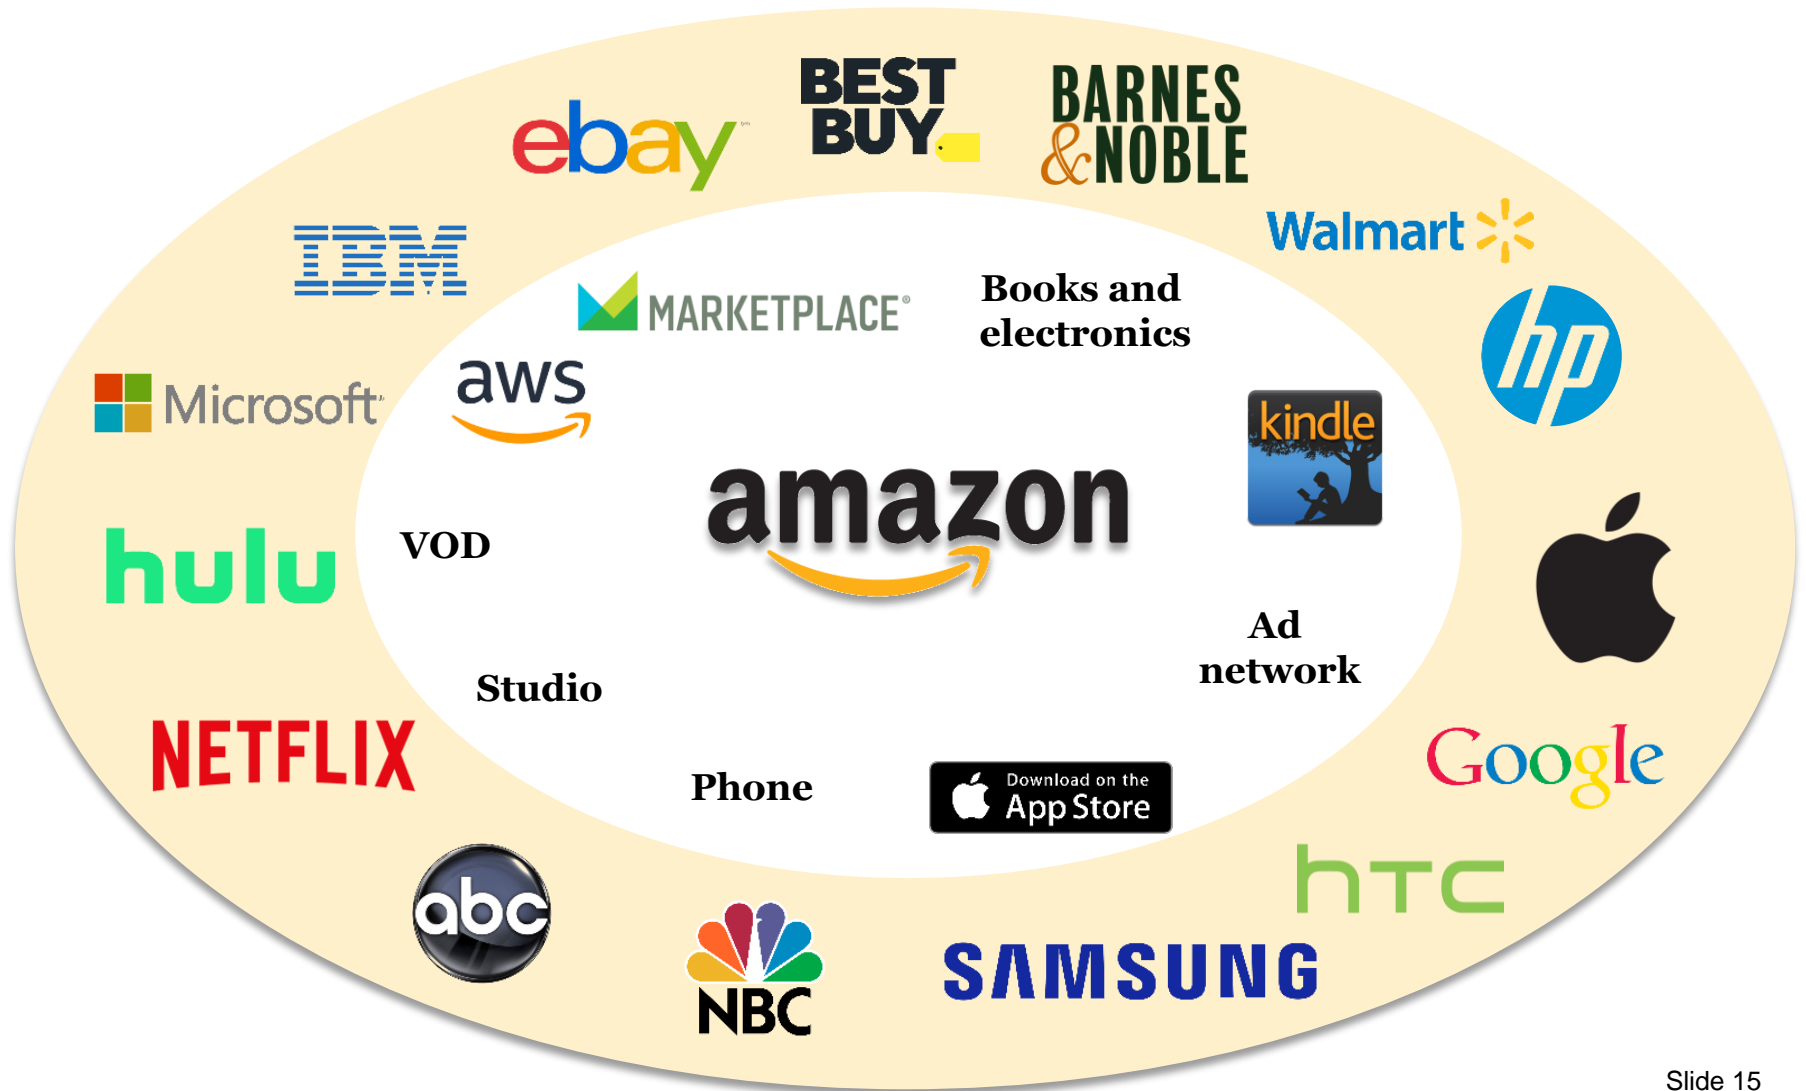 BEST
BUY
BARNES
&NOBLE
ebay™
Walmart
IBM
MARKETPLACE®
Books and
electronics
hp
Microsoft
aws
kindle
amazon
hulu
VOD
Ad
network
Studio
NETFLIX
Google
Phone
Download on the
App Store
hTC
abc
SAMSUNG
NBC
Slide 15